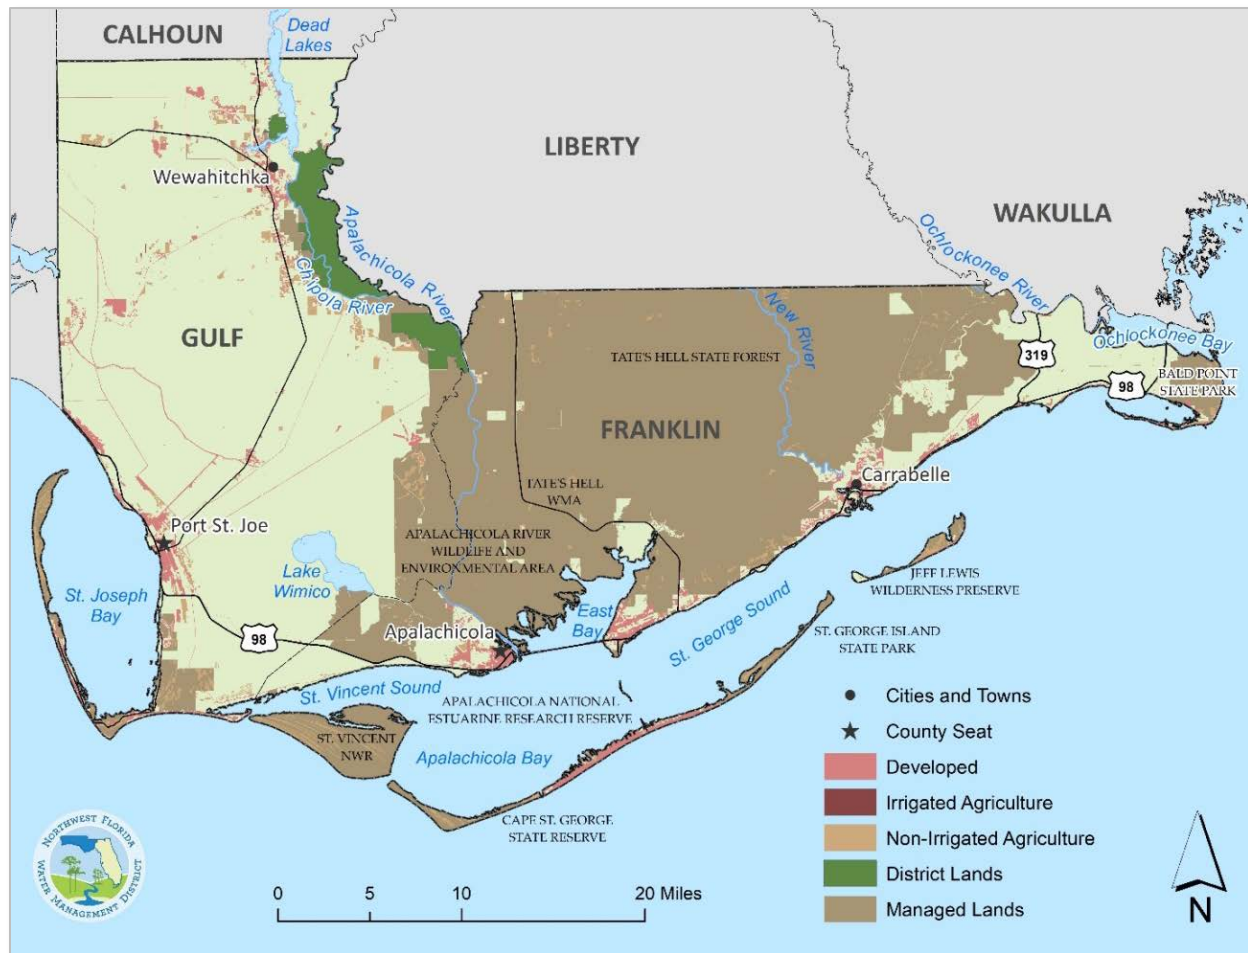 CALHOUN
Dead
Lakes
LIBERTY
WAKULLA
Wewahitchka
Apalachicola River
Chipola River
Ochlockonee River
GULF
New River
TATE'S HELL STATE FOREST
319
Ochlockonee Bay
98
BALD POINT
STATE PARK
FRANKLIN
Carrabelle
TATE'S HELL
WMA
Port St. Joe
APALACHICOLA RIVER
WILDLIFE AND
ENVIRONMENTAL AREA
Lake
Wimico
St. Joseph
Bay
JEFF LEWIS
WILDERNESS PRESERVE
East
Bay
St. George Sound
98
Apalachicola
ST. GEORGE ISLAND
STATE PARK
St. Vincent Sound
APALACHICOLA NATIONAL
ESTUARINE RESEARCH RESERVE
ST. VINCENT
NWR
Apalachicola Bay
CAPE ST. GEORGE
STATE RESERVE
Cities and Towns
County Seat
Developed
Irrigated Agriculture
Non-Irrigated Agriculture
District Lands
Managed Lands
NORTHWEST FLORIDA
WATER MANAGEMENT DISTRICT
0 5 10 20 Miles
N